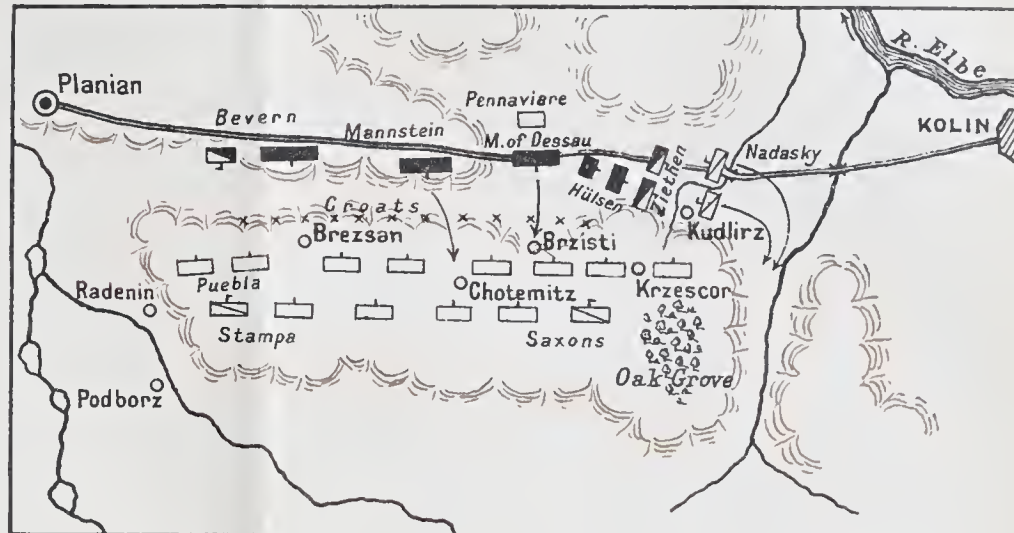 R. Elbe
Planian
Pennaviare
Bevern
Mannstein
M. of Dessau
KOLIN
Nadasky
Ziethen
Hülsen
Croats
Kudlirz
Brezsan
Brzisti
Puebla
Chotemitz
Krzescor
Radenin
Stampa
Saxons
Oak Grove
Podborz